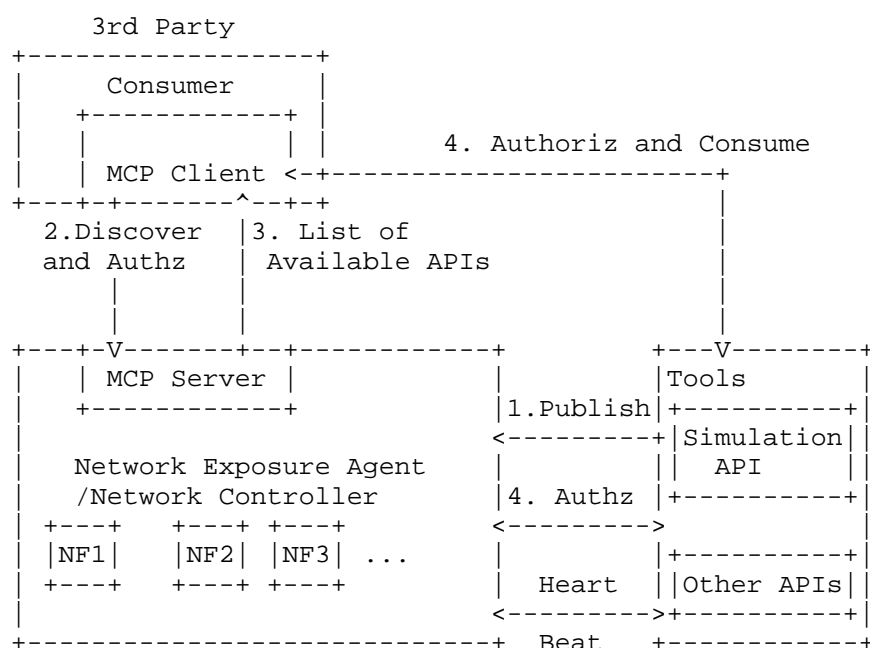 3rd Party
Consumer
4. Authoriz and Consume
MCP Client
2.Discover 3. List of
and Authz Available APIs
MCP Server Tools
1.Publish
Simulation
Network Exposure Agent API
/Network Controller 4. Authz
NF1 NF2 NF3 ...
Heart Other APIs
Beat